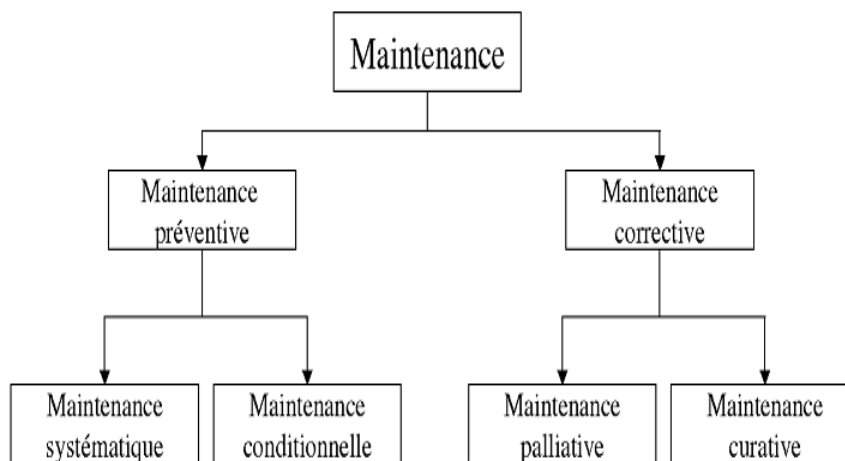 Maintenance
Maintenance
préventive
Maintenance
corrective
Maintenance
systématique
Maintenance
conditionnelle
Maintenance
palliative
Maintenance
curative